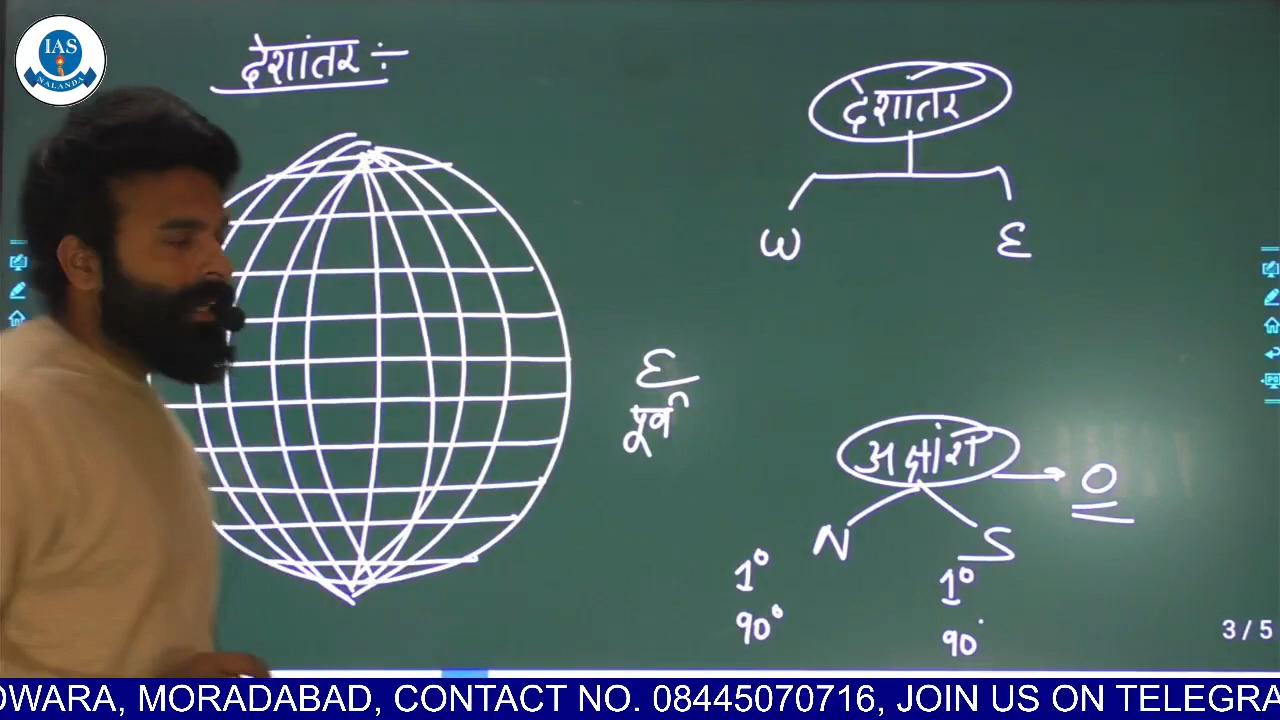 IAS
NALANDA
देशांतर ÷
देशांतर
W E
E
पूर्व
अक्षांश → 0
N S
1° 1°
90° 90°
3 / 5
OWARA, MORADABAD, CONTACT NO. 08445070716, JOIN US ON TELEGRA